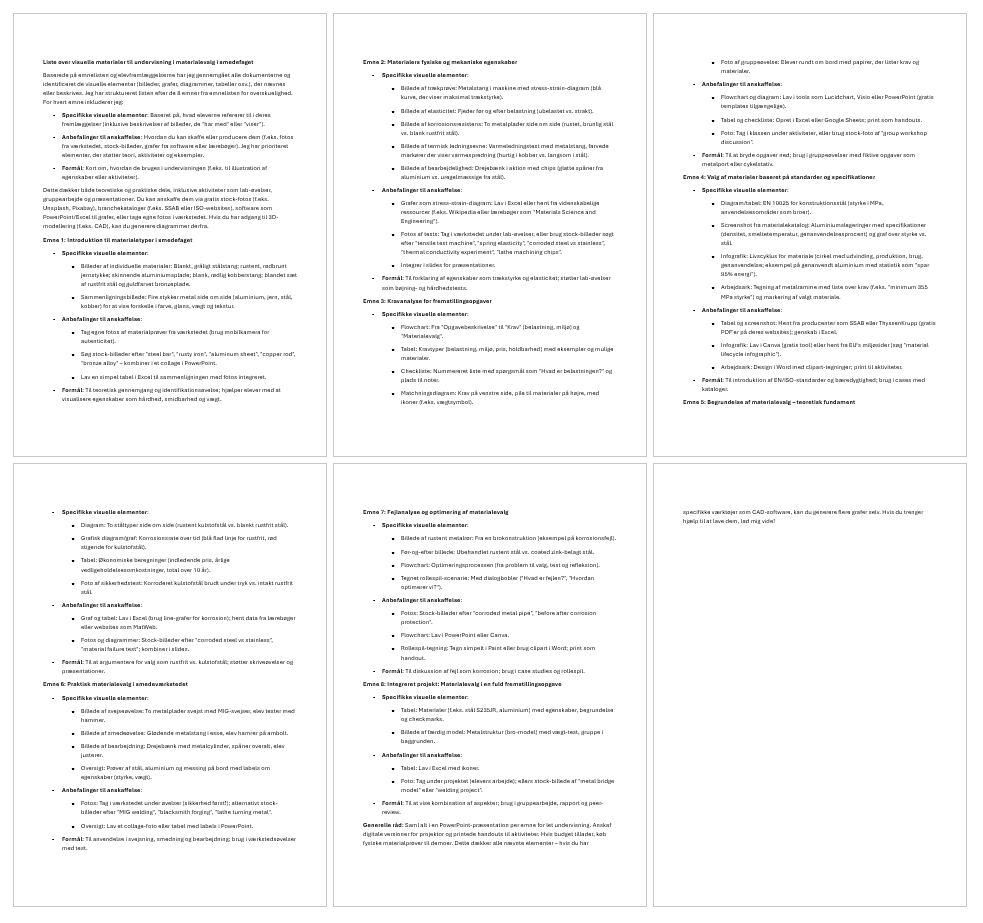 Liste over visuelle materialer til undervisning i materialevalg i smedefaget
Baserede på emnelisten og elevfremlæggelserne har jeg gennemgået alle dokumenterne og
identificeret de visuelle elementer (billeder, grafer, diagrammer, tabeller osv.), der nævnes
eller beskrives. Jeg har struktureret listen efter de 8 emner fra emnelisten for overskuelighed.
For hvert emne inkluderer jeg:
- Specifikke visuelle elementer: Baseret på, hvad eleverne refererer til i deres
fremlæggelser (inklusive beskrivelser af billeder, de "har med" eller "viser").
- Anbefalinger til anskaffelse: Hvordan du kan skaffe eller producere dem (f.eks. fotos
fra værkstedet, stock-billeder, grafer fra software eller lærebøger). Jeg har prioriteret
elementer, der støtter teori, aktiviteter og eksempler.
- Formål: Kort om, hvordan de bruges i undervisningen (f.eks. til illustration af
egenskaber eller aktiviteter).
Dette dækker både teoretiske og praktiske dele, inklusive aktiviteter som lab-øvelser,
gruppearbejde og præsentationer. Du kan anskaffe dem via gratis stock-fotos (f.eks.
Unsplash, Pixabay), branchekataloger (f.eks. SSAB eller ISO-websites), software som
PowerPoint/Excel til grafer, eller tage egne fotos i værkstedet. Hvis du har adgang til 3D-
modellering (f.eks. CAD), kan du generere diagrammer derfra.
Emne 1: Introduktion til materialetyper i smedefaget
- Specifikke visuelle elementer:
▪ Billeder af individuelle materialer: Blankt, gråligt stålstang; rustent, rødbrunt
jernstykke; skinnende aluminiumsplade; blank, rødlig kobberstang; blandet sæt
af rustfrit stål og guldfarvet bronzeplade.
▪ Sammenligningsbillede: Fire stykker metal side om side (aluminium, jern, stål,
kobber) for at vise forskelle i farve, glans, vægt og tekstur.
- Anbefalinger til anskaffelse:
▪ Tag egne fotos af materialprøver fra værkstedet (brug mobilkamera for
autenticitet).
▪ Søg stock-billeder efter "steel bar", "rusty iron", "aluminum sheet", "copper rod",
"bronze alloy" – kombiner i et collage i PowerPoint.
▪ Lav en simpel tabel i Excel til sammenligningen med fotos integreret.
- Formål: Til teoretisk gennemgang og identifikationsøvelse; hjælper elever med at
visualisere egenskaber som hårdhed, smidbarhed og vægt.
Emne 2: Materialers fysiske og mekaniske egenskaber
- Specifikke visuelle elementer:
▪ Billede af trækprøve: Metalstang i maskine med stress-strain-diagram (blå
kurve, der viser maksimal trækstyrke).
▪ Billede af elasticitet: Fjeder før og efter belastning (ubelastet vs. strakt).
▪ Billede af korrosionsresistens: To metalplader side om side (rustet, brunlig stål
vs. blank rustfrit stål).
▪ Billede af termisk ledningsevne: Varmeledningstest med metalstang, farvede
markører der viser varmespredning (hurtig i kobber vs. langsom i stål).
▪ Billede af bearbejdelighed: Drejebænk i aktion med chips (glatte spåner fra
aluminium vs. uregelmæssige fra stål).
- Anbefalinger til anskaffelse:
▪ Grafer som stress-strain-diagram: Lav i Excel eller hent fra videnskabelige
ressourcer (f.eks. Wikipedia eller lærebøger som "Materials Science and
Engineering").
▪ Fotos af tests: Tag i værkstedet under lab-øvelser, eller brug stock-billeder søgt
efter "tensile test machine", "spring elasticity", "corroded steel vs stainless",
"thermal conductivity experiment", "lathe machining chips".
▪ Integrer i slides for præsentationer.
- Formål: Til forklaring af egenskaber som trækstyrke og elasticitet; støtter lab-øvelser
som bøjning- og hårdhedstests.
Emne 3: Kravanalyse for fremstillingsopgaver
- Specifikke visuelle elementer:
▪ Flowchart: Fra "Opgavebeskrivelse" til "Krav" (belastning, miljø) og
"Materialevalg".
▪ Tabel: Kravtyper (belastning, miljø, pris, holdbarhed) med eksempler og mulige
materialer.
▪ Checkliste: Nummereret liste med spørgsmål som "Hvad er belastningen?" og
plads til noter.
▪ Matchningsdiagram: Krav på venstre side, pile til materialer på højre, med
ikoner (f.eks. vægtsymbol).
▪ Foto af gruppeøvelse: Elever rundt om bord med papirer, der lister krav og
materialer.
- Anbefalinger til anskaffelse:
▪ Flowchart og diagram: Lav i tools som Lucidchart, Visio eller PowerPoint (gratis
templates tilgængelige).
▪ Tabel og checkliste: Opret i Excel eller Google Sheets; print som handouts.
▪ Foto: Tag i klassen under aktiviteter, eller brug stock-foto af "group workshop
discussion".
- Formål: Til at bryde opgaver ned; brug i gruppeøvelser med fiktive opgaver som
metalport eller cykelstativ.
Emne 4: Valg af materialer baseret på standarder og specifikationer
- Specifikke visuelle elementer:
▪ Diagram/tabel: EN 10025 for konstruktionsstål (styrke i MPa,
anvendelsesområder som broer).
▪ Screenshot fra materialekatalog: Aluminiumslegeringer med specifikationer
(densitet, smeltetemperatur, genanvendelsesprocent) og graf over styrke vs.
stål.
▪ Infografik: Livscyklus for materiale (cirkel med udvinding, produktion, brug,
genanvendelse; eksempel på genanvendt aluminium med statistik som "spar
95% energi").
▪ Arbejdsark: Tegning af metalramme med liste over krav (f.eks. "minimum 355
MPa styrke") og markering af valgt materiale.
- Anbefalinger til anskaffelse:
▪ Tabel og screenshot: Hent fra producenter som SSAB eller ThyssenKrupp (gratis
PDF'er på deres websites); genskab i Excel.
▪ Infografik: Lav i Canva (gratis tool) eller hent fra EU's miljøsider (søg "material
lifecycle infographic").
▪ Arbejdsark: Design i Word med clipart-tegninger; print til aktiviteter.
- Formål: Til introduktion af EN/ISO-standarder og bæredygtighed; brug i cases med
kataloger.
Emne 5: Begrundelse af materialevalg – teoretisk fundament
- Specifikke visuelle elementer:
▪ Diagram: To ståltyper side om side (rustent kulstofstål vs. blankt rustfrit stål).
▪ Grafisk diagram/graf: Korrosionsrate over tid (blå flad linje for rustfrit, rød
stigende for kulstofstål).
▪ Tabel: Økonomiske beregninger (indledende pris, årlige
vedligeholdelsesomkostninger, total over 10 år).
▪ Foto af sikkerhedstest: Korroderet kulstofstål brudt under tryk vs. intakt rustfrit
stål.
- Anbefalinger til anskaffelse:
▪ Graf og tabel: Lav i Excel (brug line-grafer for korrosion); hent data fra lærebøger
eller websites som MatWeb.
▪ Fotos og diagrammer: Stock-billeder efter "corroded steel vs stainless",
"material failure test"; kombiner i slides.
- Formål: Til at argumentere for valg som rustfrit vs. kulstofstål; støtter skriveøvelser og
præsentationer.
Emne 6: Praktisk materialevalg i smedeværkstedet
- Specifikke visuelle elementer:
▪ Billede af svejseøvelse: To metalplader svejst med MIG-svejser, elev tester med
hammer.
▪ Billede af smedeøvelse: Glødende metalstang i esse, elev hamrer på ambolt.
▪ Billede af bearbejdning: Drejebænk med metalcylinder, spåner overalt, elev
justerer.
▪ Oversigt: Prøver af stål, aluminium og messing på bord med labels om
egenskaber (styrke, vægt).
- Anbefalinger til anskaffelse:
▪ Fotos: Tag i værkstedet under øvelser (sikkerhed først!); alternativt stock-
billeder efter "MIG welding", "blacksmith forging", "lathe turning metal".
▪ Oversigt: Lav et collage-foto eller tabel med labels i PowerPoint.
- Formål: Til anvendelse i svejsning, smedning og bearbejdning; brug i værkstedsøvelser
med test.
Emne 7: Fejlanalyse og optimering af materialevalg
- Specifikke visuelle elementer:
▪ Billede af rustent metalrør: Fra en brokonstruktion (eksempel på korrosionsfejl).
▪ Før-og-efter billede: Ubehandlet rustent stål vs. coated zink-belagt stål.
▪ Flowchart: Optimeringsprocessen (fra problem til valg, test og refleksion).
▪ Tegnet rollespil-scenarie: Med dialogbobler ("Hvad er fejlen?", "Hvordan
optimerer vi?").
- Anbefalinger til anskaffelse:
▪ Fotos: Stock-billeder efter "corroded metal pipe", "before after corrosion
protection".
▪ Flowchart: Lav i PowerPoint eller Canva.
▪ Rollespil-tegning: Tegn simpelt i Paint eller brug clipart i Word; print som
handout.
- Formål: Til diskussion af fejl som korrosion; brug i case studies og rollespil.
Emne 8: Integreret projekt: Materialevalg i en fuld fremstillingsopgave
- Specifikke visuelle elementer:
▪ Tabel: Materialer (f.eks. stål S235JR, aluminium) med egenskaber, begrundelse
og checkmarks.
▪ Billede af færdig model: Metalstruktur (bro-model) med vægt-test, gruppe i
baggrunden.
- Anbefalinger til anskaffelse:
▪ Tabel: Lav i Excel med ikoner.
▪ Foto: Tag under projektet (elevers arbejde); ellers stock-billede af "metal bridge
model" eller "welding project".
- Formål: Til at vise kombination af aspekter; brug i gruppearbejde, rapport og peer-
review.
Generelle råd: Saml alt i en PowerPoint-præsentation per emne for let undervisning. Anskaf
digitale versioner for projektor og printede handouts til aktiviteter. Hvis budget tillader, køb
fysiske materialprøver til demoer. Dette dækker alle nævnte elementer – hvis du har
specifikke værktøjer som CAD-software, kan du generere flere grafer selv. Hvis du trenger
hjælp til at lave dem, lad mig vide!